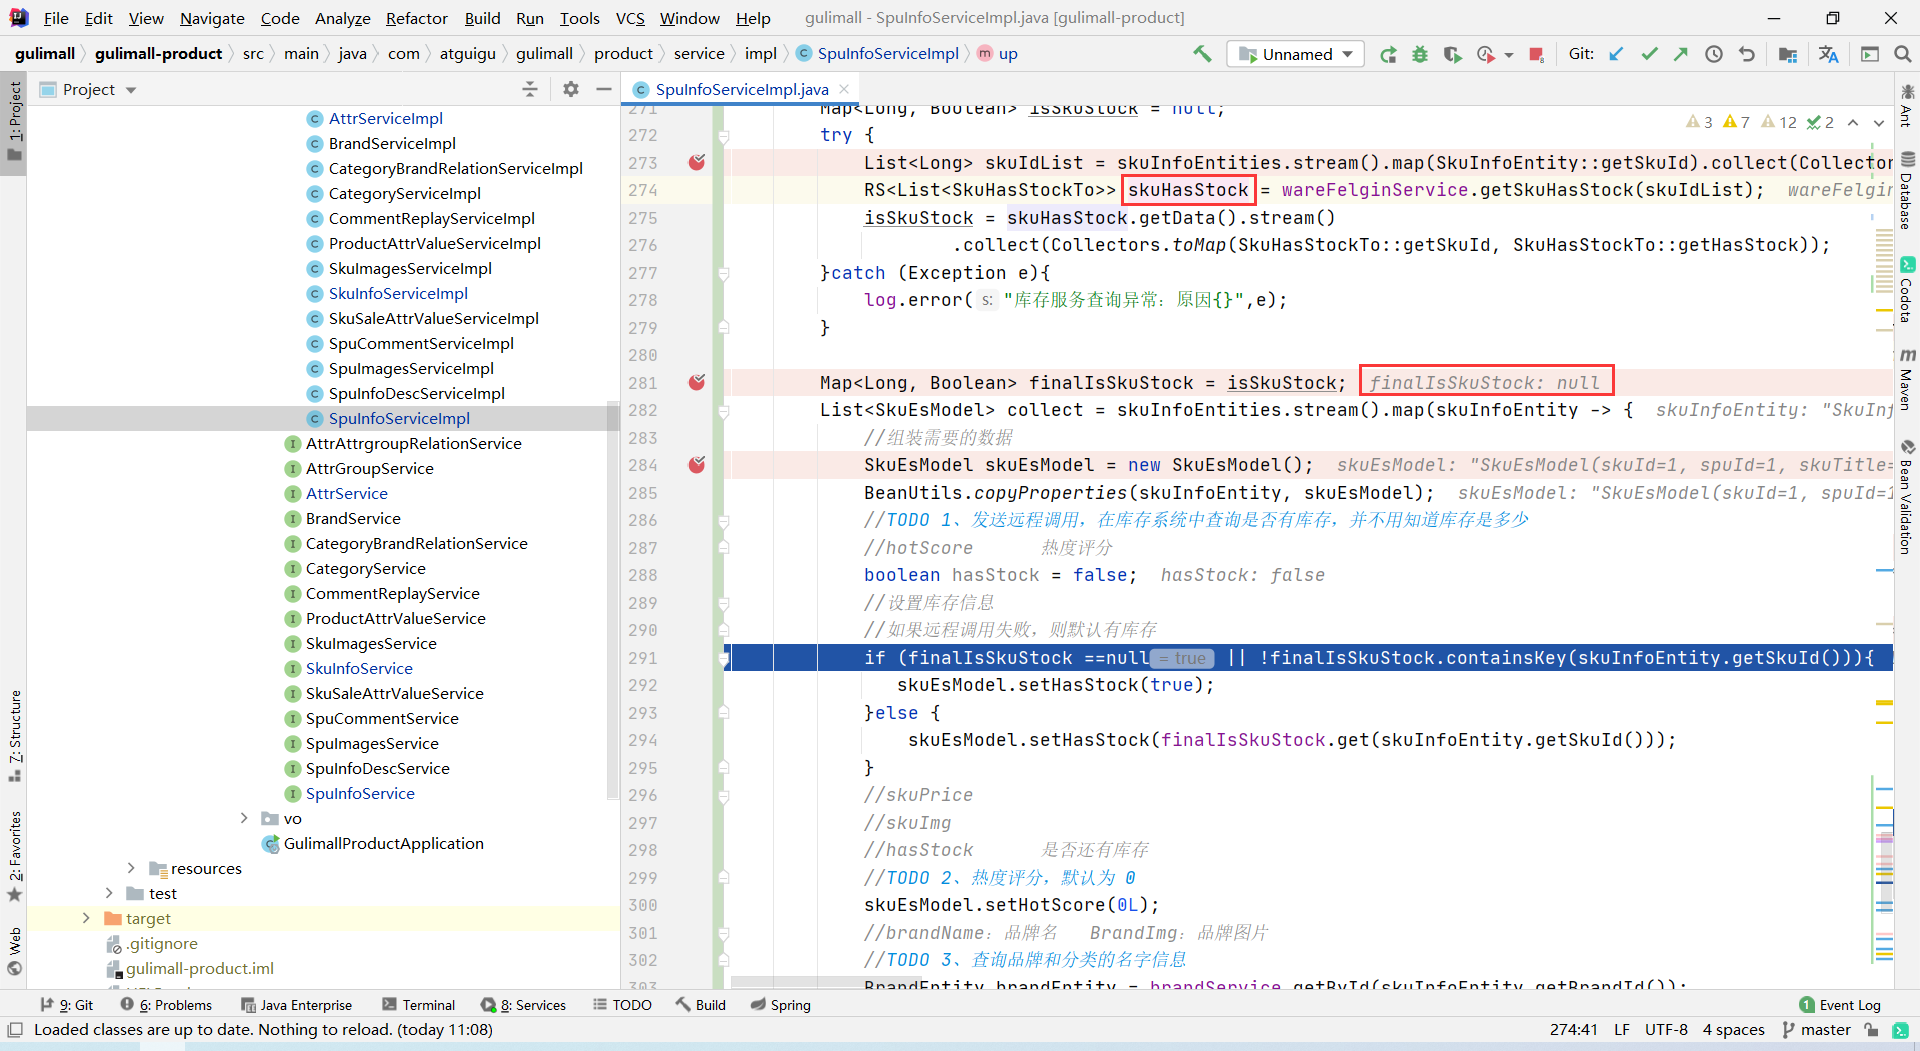 File Edit View Navigate Code Analyze Refactor Build Run Tools VCS Window Help gulimall - SpuInfoServiceImpl.java [gulimall-product]
gulimall gulimall-product src main java com atguigu gulimall product service impl SpuInfoServiceImpl up Unnamed Git:
Project
SpuInfoServiceImpl.java
1: Project
7: Structure
2: Favorites
Web
AttrServiceImpl
BrandServiceImpl
CategoryBrandRelationServiceImpl
CategoryServiceImpl
CommentReplayServiceImpl
ProductAttrValueServiceImpl
SkuImagesServiceImpl
SkuInfoServiceImpl
SkuSaleAttrValueServiceImpl
SpuCommentServiceImpl
SpuImagesServiceImpl
SpuInfoDescServiceImpl
SpuInfoServiceImpl
AttrAttrgroupRelationService
AttrGroupService
AttrService
BrandService
CategoryBrandRelationService
CategoryService
CommentReplayService
ProductAttrValueService
SkuImagesService
SkuInfoService
SkuSaleAttrValueService
SpuCommentService
SpuImagesService
SpuInfoDescService
SpuInfoService
vo
GulimallProductApplication
resources
test
target
.gitignore
gulimall-product.iml
3 7 12 2
271 Map<Long, Boolean> isSkuStock = null;
272 try {
273 List<Long> skuIdList = skuInfoEntities.stream().map(SkuInfoEntity::getSkuId).collect(Collector
274 RS<List<SkuHasStockTo>> skuHasStock = wareFelginService.getSkuHasStock(skuIdList); wareFelgin
275 isSkuStock = skuHasStock.getData().stream()
276 .collect(Collectors.toMap(SkuHasStockTo::getSkuId, SkuHasStockTo::getHasStock));
277 }catch (Exception e){
278 log.error( s: "库存服务查询异常：原因{}",e);
279 }
280
281 Map<Long, Boolean> finalIsSkuStock = isSkuStock; finalIsSkuStock: null
282 List<SkuEsModel> collect = skuInfoEntities.stream().map(skuInfoEntity -> { skuInfoEntity: "SkuInf
283 //组装需要的数据
284 SkuEsModel skuEsModel = new SkuEsModel(); skuEsModel: "SkuEsModel(skuId=1, spuId=1, skuTitle=
285 BeanUtils.copyProperties(skuInfoEntity, skuEsModel); skuEsModel: "SkuEsModel(skuId=1, spuId=1
286 //TODO 1、发送远程调用，在库存系统中查询是否有库存，并不用知道库存是多少
287 //hotScore 热度评分
288 boolean hasStock = false; hasStock: false
289 //设置库存信息
290 //如果远程调用失败，则默认有库存
291 if (finalIsSkuStock ==null = true || !finalIsSkuStock.containsKey(skuInfoEntity.getSkuId())){
292 skuEsModel.setHasStock(true);
293 }else {
294 skuEsModel.setHasStock(finalIsSkuStock.get(skuInfoEntity.getSkuId()));
295 }
296 //skuPrice
297 //skuImg
298 //hasStock 是否还有库存
299 //TODO 2、热度评分，默认为 0
300 skuEsModel.setHotScore(0L);
301 //brandName：品牌名 BrandImg：品牌图片
302 //TODO 3、查询品牌和分类的名字信息
303 BrandEntity brandEntity = brandService.getById(skuInfoEntity.getBrandId());
Ant
Database
Codota
Maven
Bean Validation
9: Git 6: Problems Java Enterprise Terminal 8: Services TODO Build Spring 1 Event Log
Loaded classes are up to date. Nothing to reload. (today 11:08) 274:41 LF UTF-8 4 spaces master